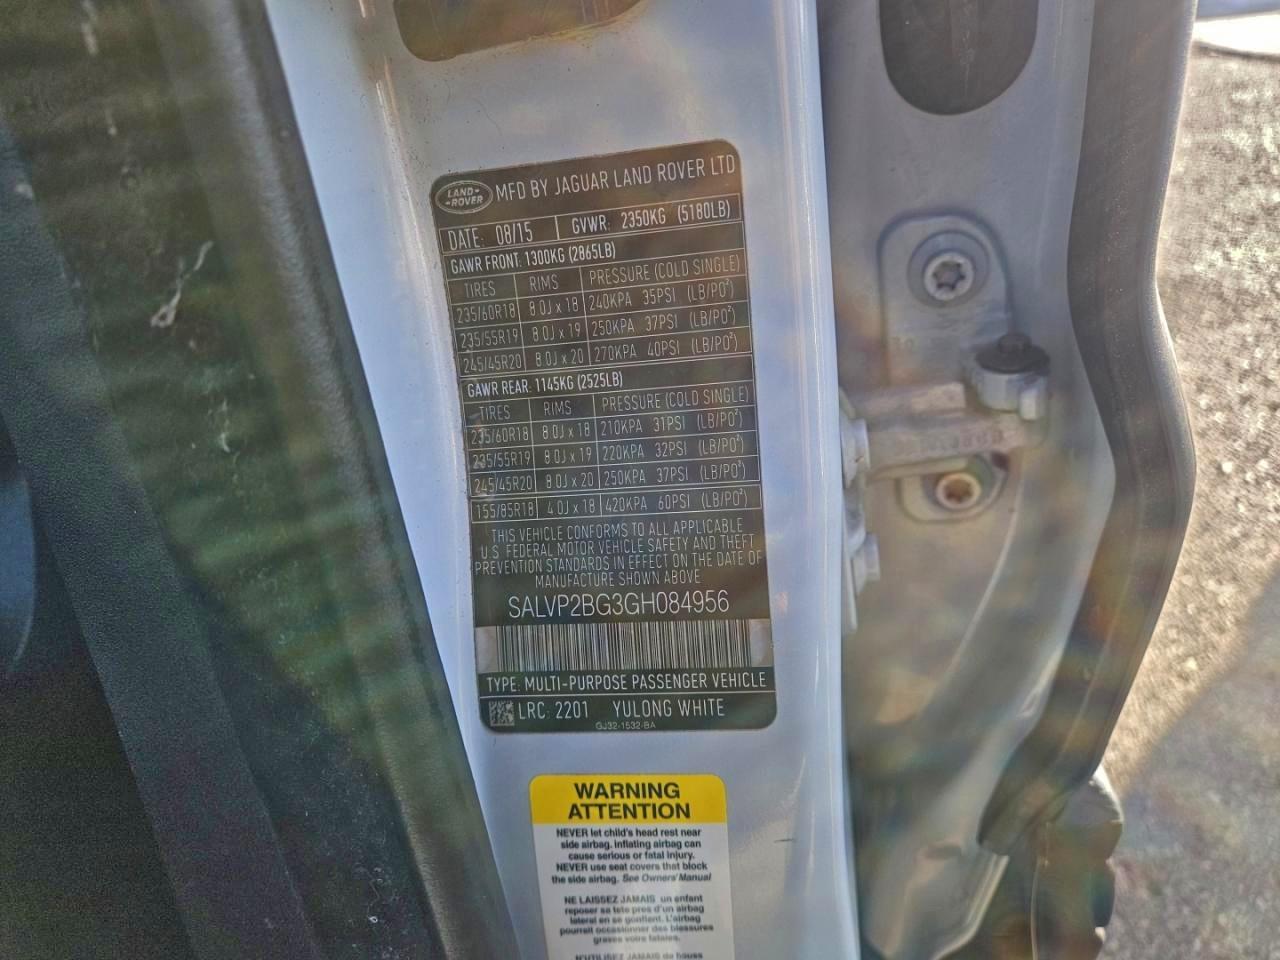 LAND-
-ROVER
MFD BY JAGUAR LAND ROVER LTD
DATE: 08/15 GVWR: 2350KG (5180LB)
GAWR FRONT: 1300KG (2865LB)
TIRES RIMS PRESSURE (COLD SINGLE)
235/60R18 8.0J x 18 240KPA 35PSI (LB/PO²)
235/55R19 8.0J x 19 250KPA 37PSI (LB/PO²)
245/45R20 8.0J x 20 270KPA 40PSI (LB/PO²)
GAWR REAR: 1145KG (2525LB)
TIRES RIMS PRESSURE (COLD SINGLE)
235/60R18 8.0J x 18 210KPA 31PSI (LB/PO²)
235/55R19 8.0J x 19 220KPA 32PSI (LB/PO²)
245/45R20 8.0J x 20 250KPA 37PSI (LB/PO²)
155/85R18 4.0J x 18 420KPA 60PSI (LB/PO²)
THIS VEHICLE CONFORMS TO ALL APPLICABLE
U.S. FEDERAL MOTOR VEHICLE SAFETY AND THEFT
PREVENTION STANDARDS IN EFFECT ON THE DATE OF
MANUFACTURE SHOWN ABOVE
SALVP2BG3GH084956
TYPE: MULTI-PURPOSE PASSENGER VEHICLE
LRC: 2201 YULONG WHITE
GJ32-1532-BA
WARNING
ATTENTION
NEVER let child's head rest near
side airbag. inflating airbag can
cause serious or fatal injury.
NEVER use seat covers that block
the side airbag. See Owners' Manual
NE LAISSEZ JAMAIS un enfant
reposer sa tete pres d'un airbag
lateral en se gonflant. L'airbag
pourrait occasionner des blessures
graves voire fatales.
N'UTILISEZ JAMAIS de houss